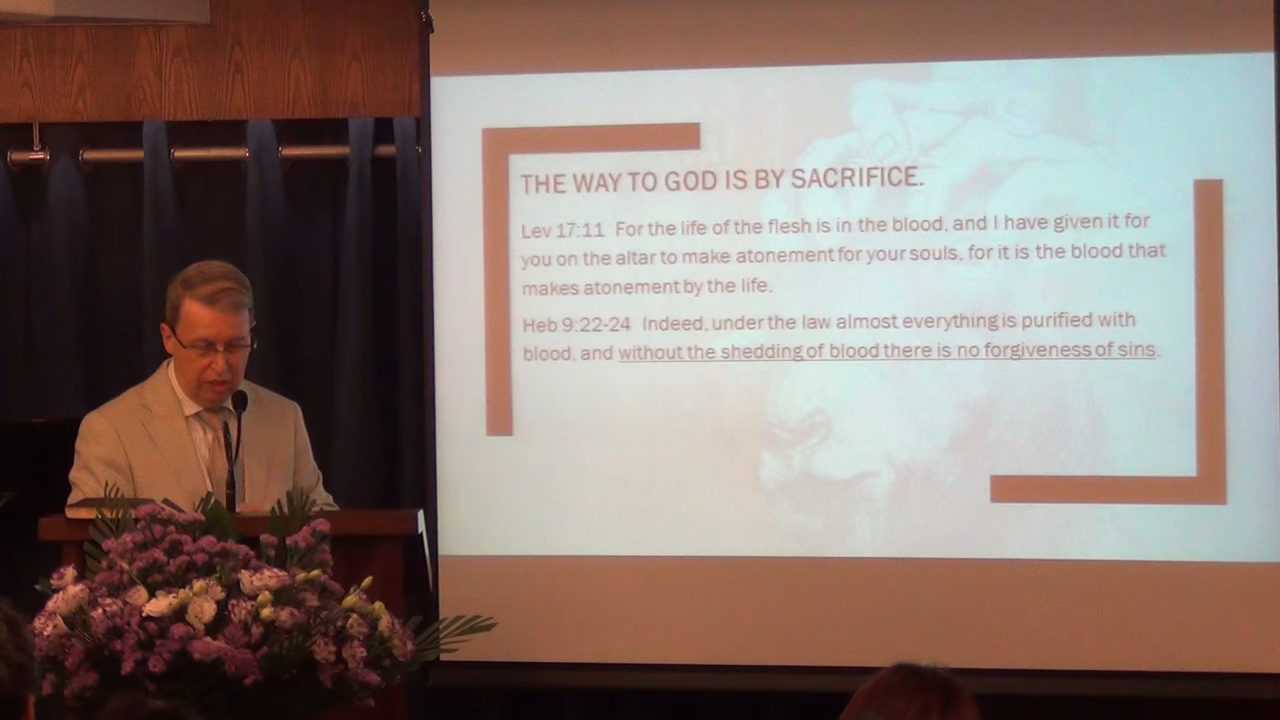 THE WAY TO GOD IS BY SACRIFICE.
Lev 17:11 For the life of the flesh is in the blood, and I have given it for
you on the altar to make atonement for your souls, for it is the blood that
makes atonement by the life.
Heb 9:22-24 Indeed, under the law almost everything is purified with
blood, and without the shedding of blood there is no forgiveness of sins.